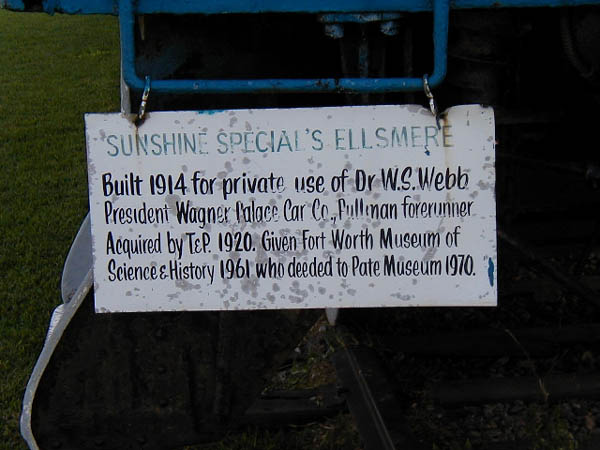 SUNSHINE SPECIAL'S ELLSMERE
Built 1914 for private use of Dr W.S. Webb
President Wagner Palace Car Co., Pullman forerunner
Acquired by T&P. 1920. Given Fort Worth Museum of
Science & History 1961 who deeded to Pate Museum 1970.